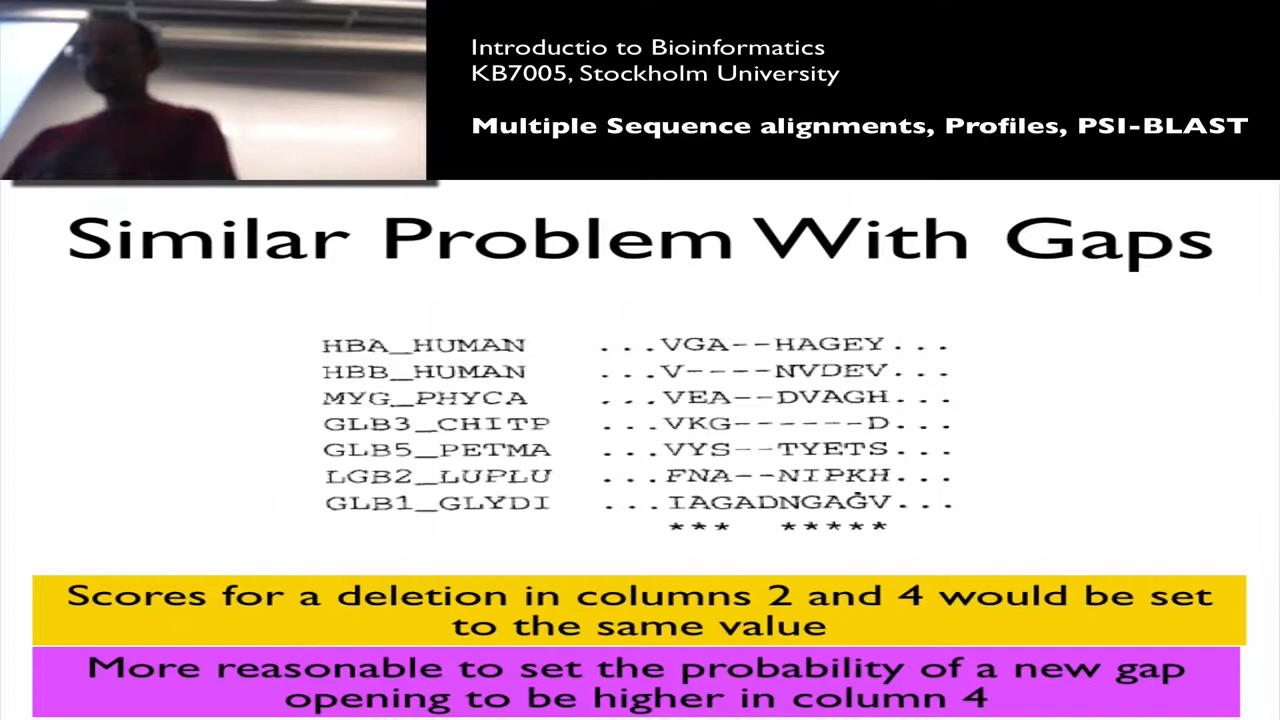 Introductio to Bioinformatics
KB7005, Stockholm University
Multiple Sequence alignments, Profiles, PSI-BLAST
Similar Problem With Gaps
HBA_HUMAN ...VGA--HAGEY...
HBB_HUMAN ...V----NVDEV...
MYG_PHYCA ...VEA--DVAGH...
GLB3_CHITP ...VKG------D...
GLB5_PETMA ...VYS--TYETS...
LGB2_LUPLU ...FNA--NIPKH...
GLB1_GLYDI ...IAGADNGAGV...
*** *****
Scores for a deletion in columns 2 and 4 would be set
to the same value
More reasonable to set the probability of a new gap
opening to be higher in column 4